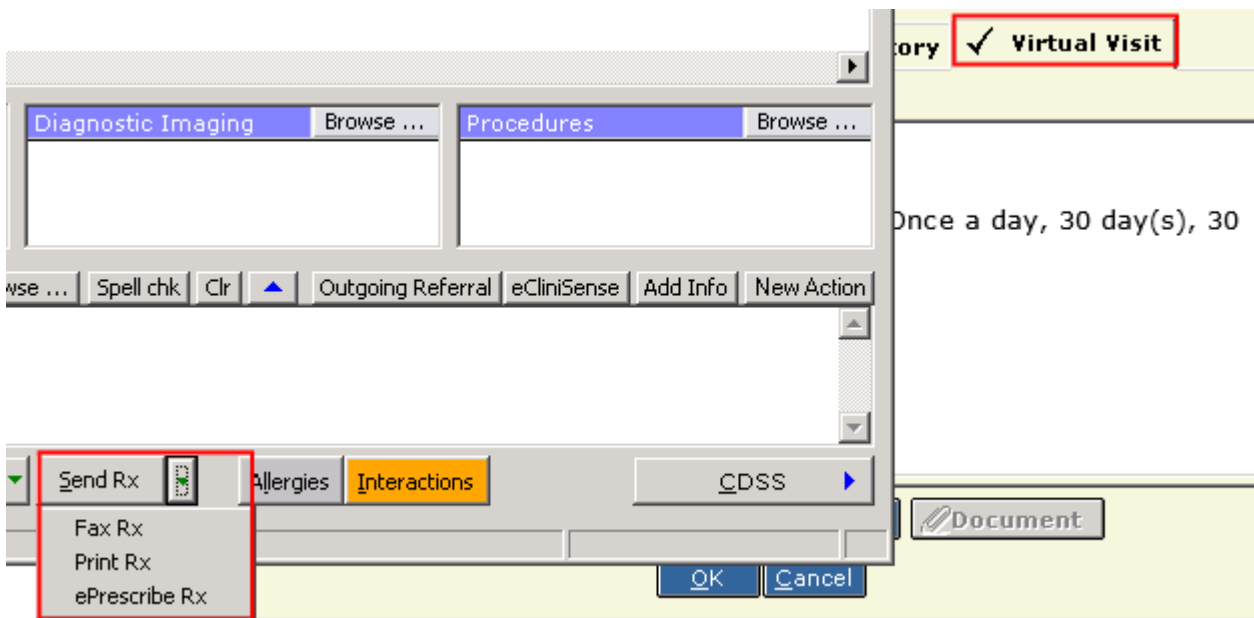 tory ✓ Virtual Visit
Diagnostic Imaging Browse ... Procedures Browse ...
Once a day, 30 day(s), 30
wse ... Spell chk Clr Outgoing Referral eCliniSense Add Info New Action
Send Rx Allergies Interactions CDSS
Fax Rx
Document
Print Rx
OK Cancel
ePrescribe Rx